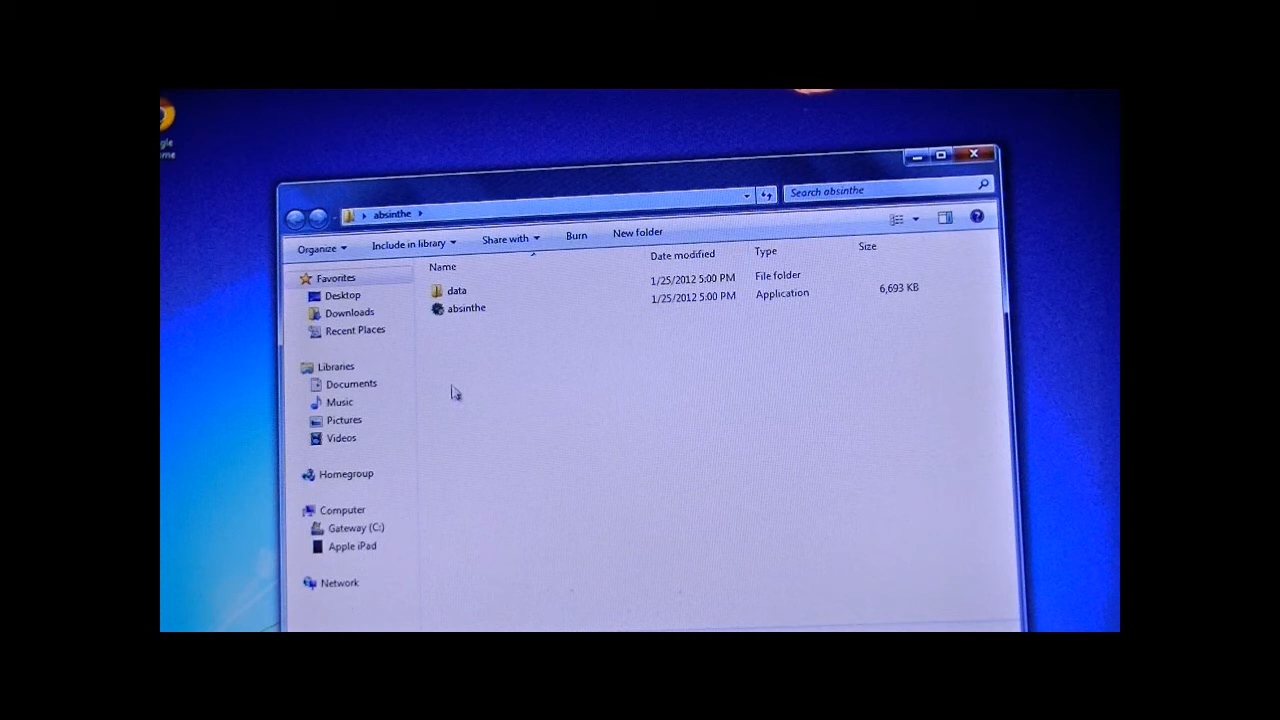 gle
me
absinthe
Search absinthe
Organize
Include in library
Share with
Burn
New folder
Name
Date modified
Type
Size
data
1/25/2012 5:00 PM
File folder
absinthe
1/25/2012 5:00 PM
Application
6,693 KB
Favorites
Desktop
Downloads
Recent Places
Libraries
Documents
Music
Pictures
Videos
Homegroup
Computer
Gateway (C:)
Apple iPad
Network